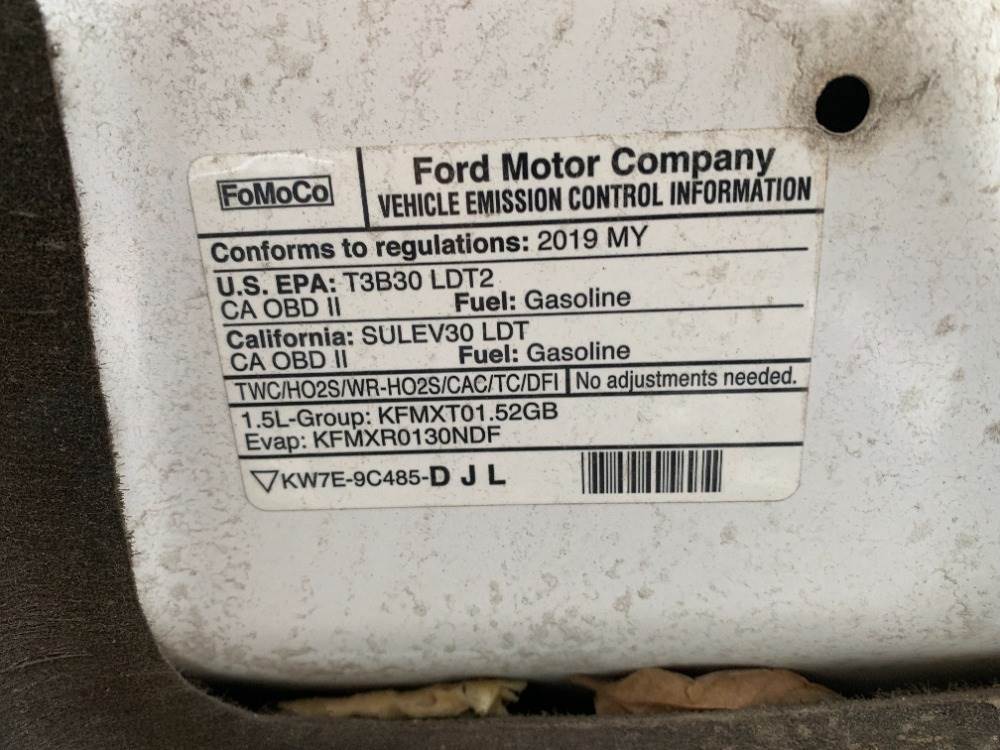 FoMoCo
Ford Motor Company
VEHICLE EMISSION CONTROL INFORMATION
Conforms to regulations: 2019 MY
U.S. EPA: T3B30 LDT2
CA OBD II Fuel: Gasoline
California: SULEV30 LDT
CA OBD II Fuel: Gasoline
TWC/HO2S/WR-HO2S/CAC/TC/DFI No adjustments needed.
1.5L-Group: KFMXT01.52GB
Evap: KFMXR0130NDF
KW7E-9C485-D J L